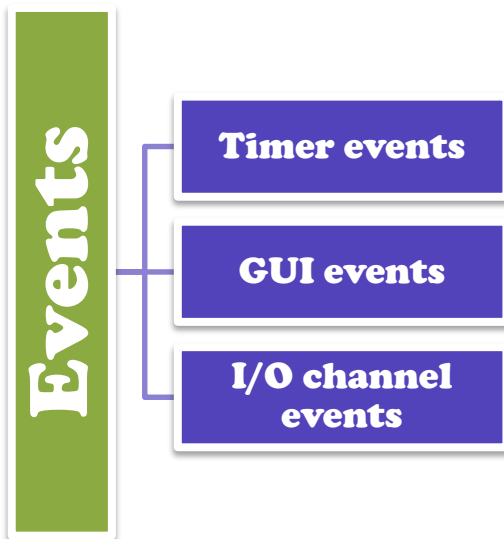 Events
Timer events
GUI events
I/O channel
events